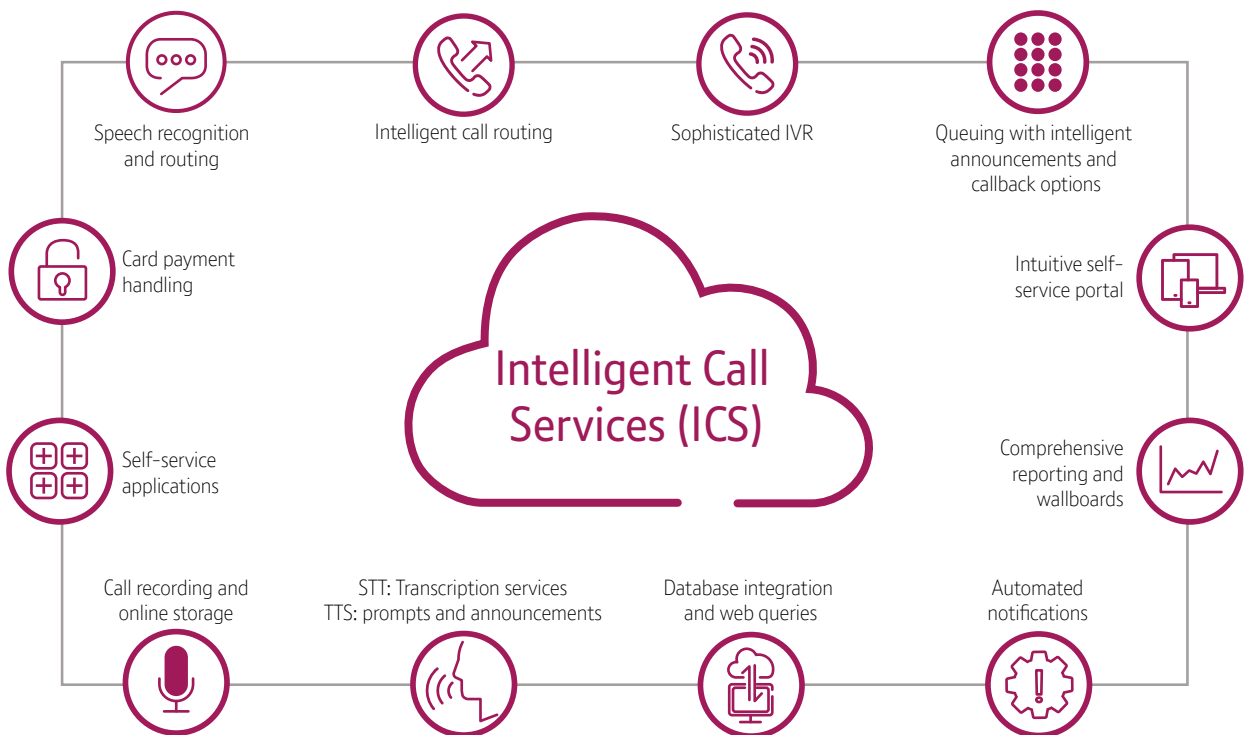 Speech recognition
and routing
Intelligent call routing
Sophisticated IVR
Queuing with intelligent
announcements and
callback options
Card payment
handling
Intuitive self-
service portal
Intelligent Call
Services (ICS)
Self-service
applications
Comprehensive
reporting and
wallboards
Call recording and
online storage
STT: Transcription services
TTS: prompts and announcements
Database integration
and web queries
Automated
notifications